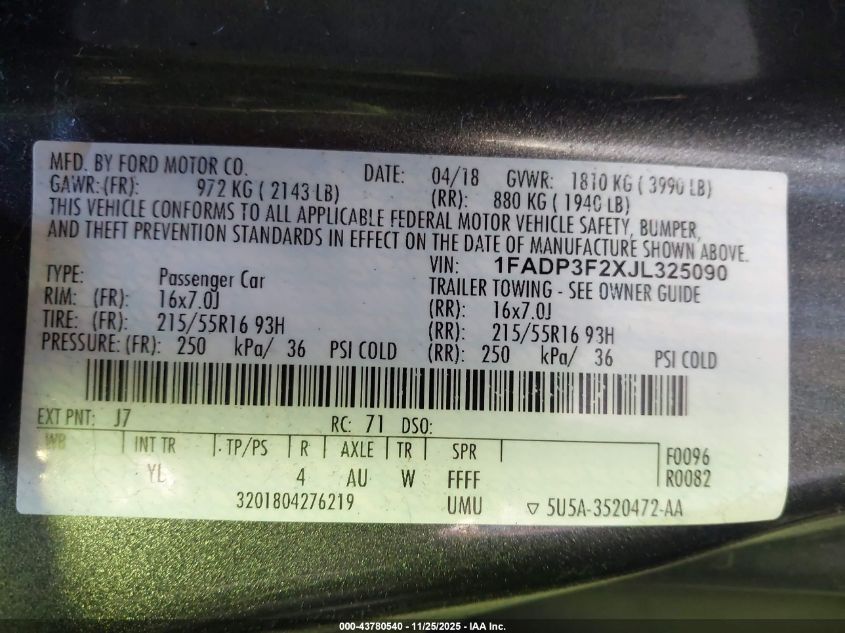 MFD. BY FORD MOTOR CO. DATE: 04/18 GVWR: 1810 KG ( 3990 LB)
GAWR:(FR): 972 KG ( 2143 LB) (RR): 880 KG ( 1940 LB)
THIS VEHICLE CONFORMS TO ALL APPLICABLE FEDERAL MOTOR VEHICLE SAFETY, BUMPER,
AND THEFT PREVENTION STANDARDS IN EFFECT ON THE DATE OF MANUFACTURE SHOWN ABOVE.
VIN: 1FADP3F2XJL325090
TYPE: Passenger Car TRAILER TOWING - SEE OWNER GUIDE
RIM: (FR): 16x7.0J (RR): 16x7.0J
TIRE: (FR): 215/55R16 93H (RR): 215/55R16 93H
PRESSURE: (FR): 250 kPa/ 36 PSI COLD (RR): 250 kPa/ 36 PSI COLD
EXT PNT: J7 RC: 71 DSO:
WB INT TR TP/PS R AXLE TR SPR F0096
YL 4 AU W FFFF R0082
3201804276219 UMU ▽ 5U5A-3520472-AA
000-43780540 - 11/25/2025 - IAA Inc.